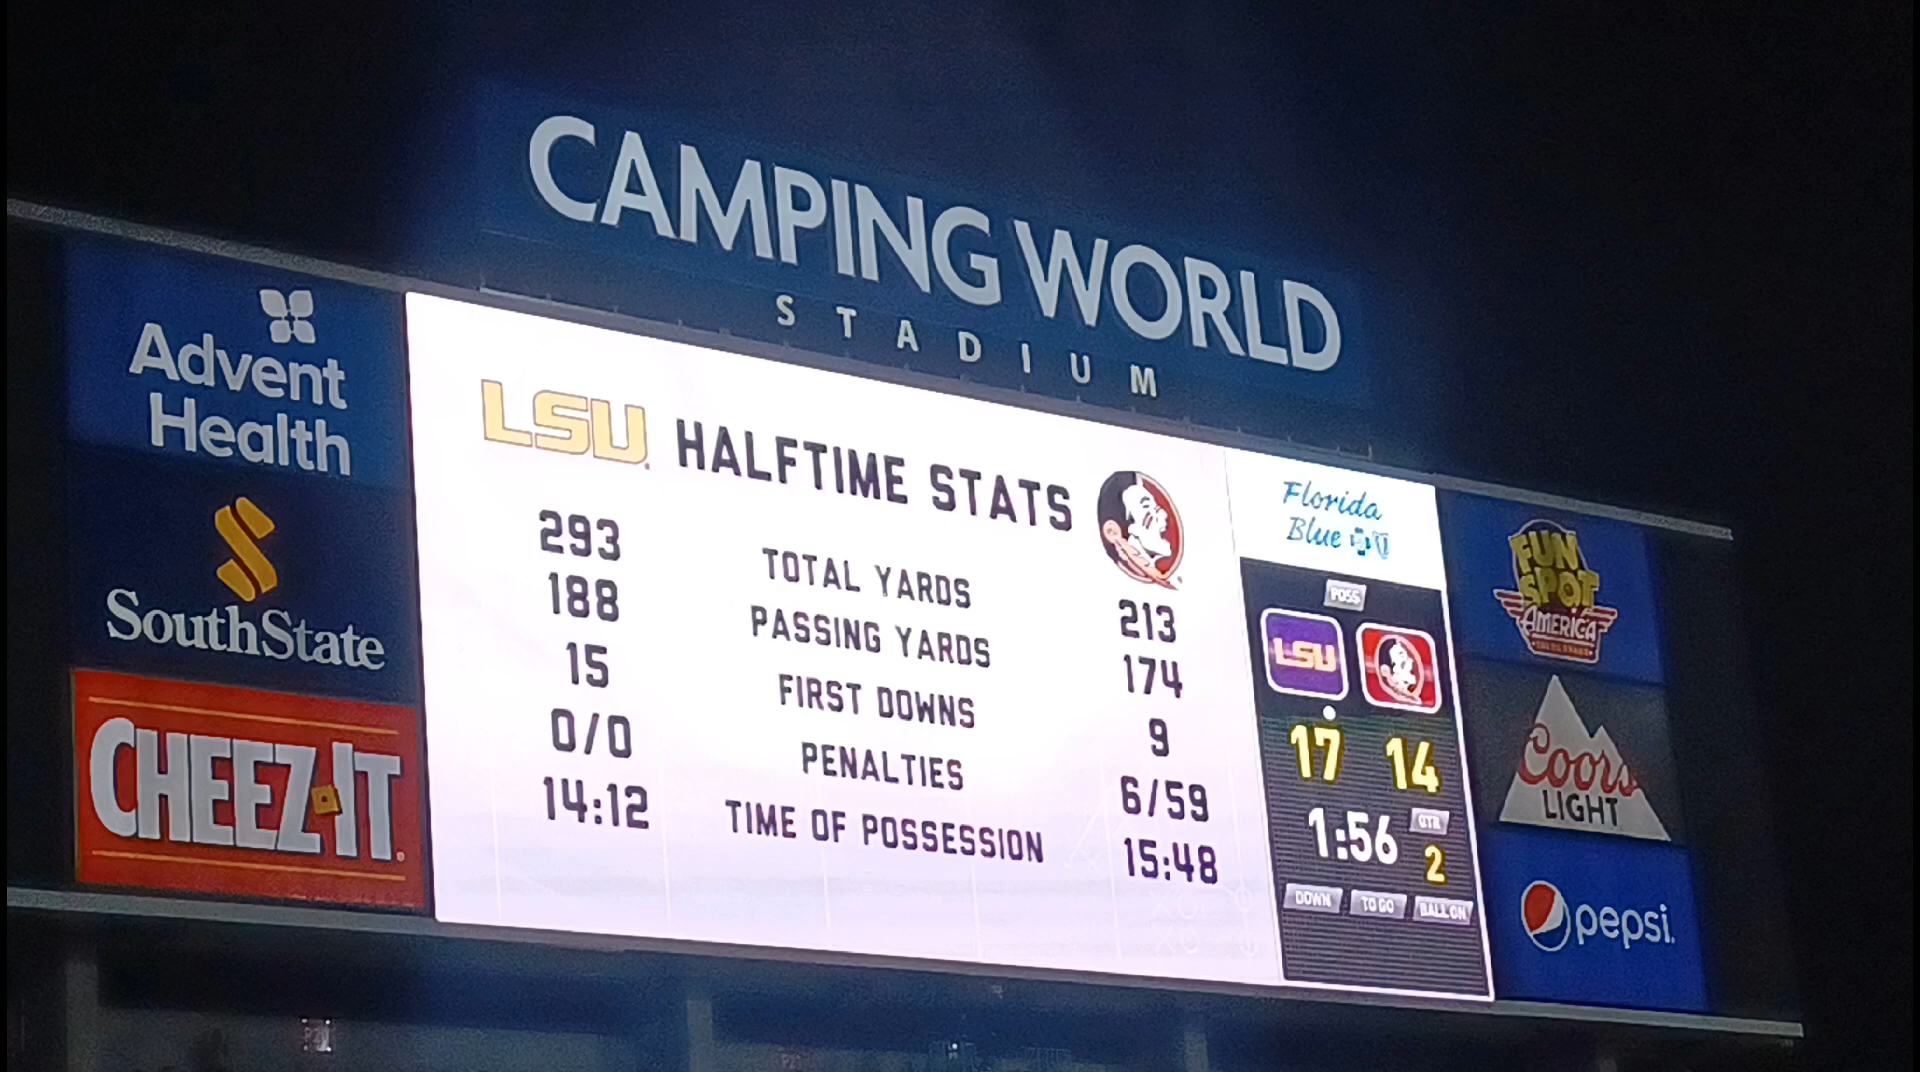 CAMPING WORLD
STADIUM
Advent
Health
SouthState
CHEEZ-IT
LSU HALFTIME STATS
293 TOTAL YARDS 213
188 PASSING YARDS 174
15 FIRST DOWNS 9
0/0 PENALTIES 6/59
14:12 TIME OF POSSESSION 15:48
Florida
Blue
POSS
LSU
17 14
1:56 QTR
2
DOWN TO GO BALL ON
FUN
SPOT
AMERICA
Coors
LIGHT
pepsi